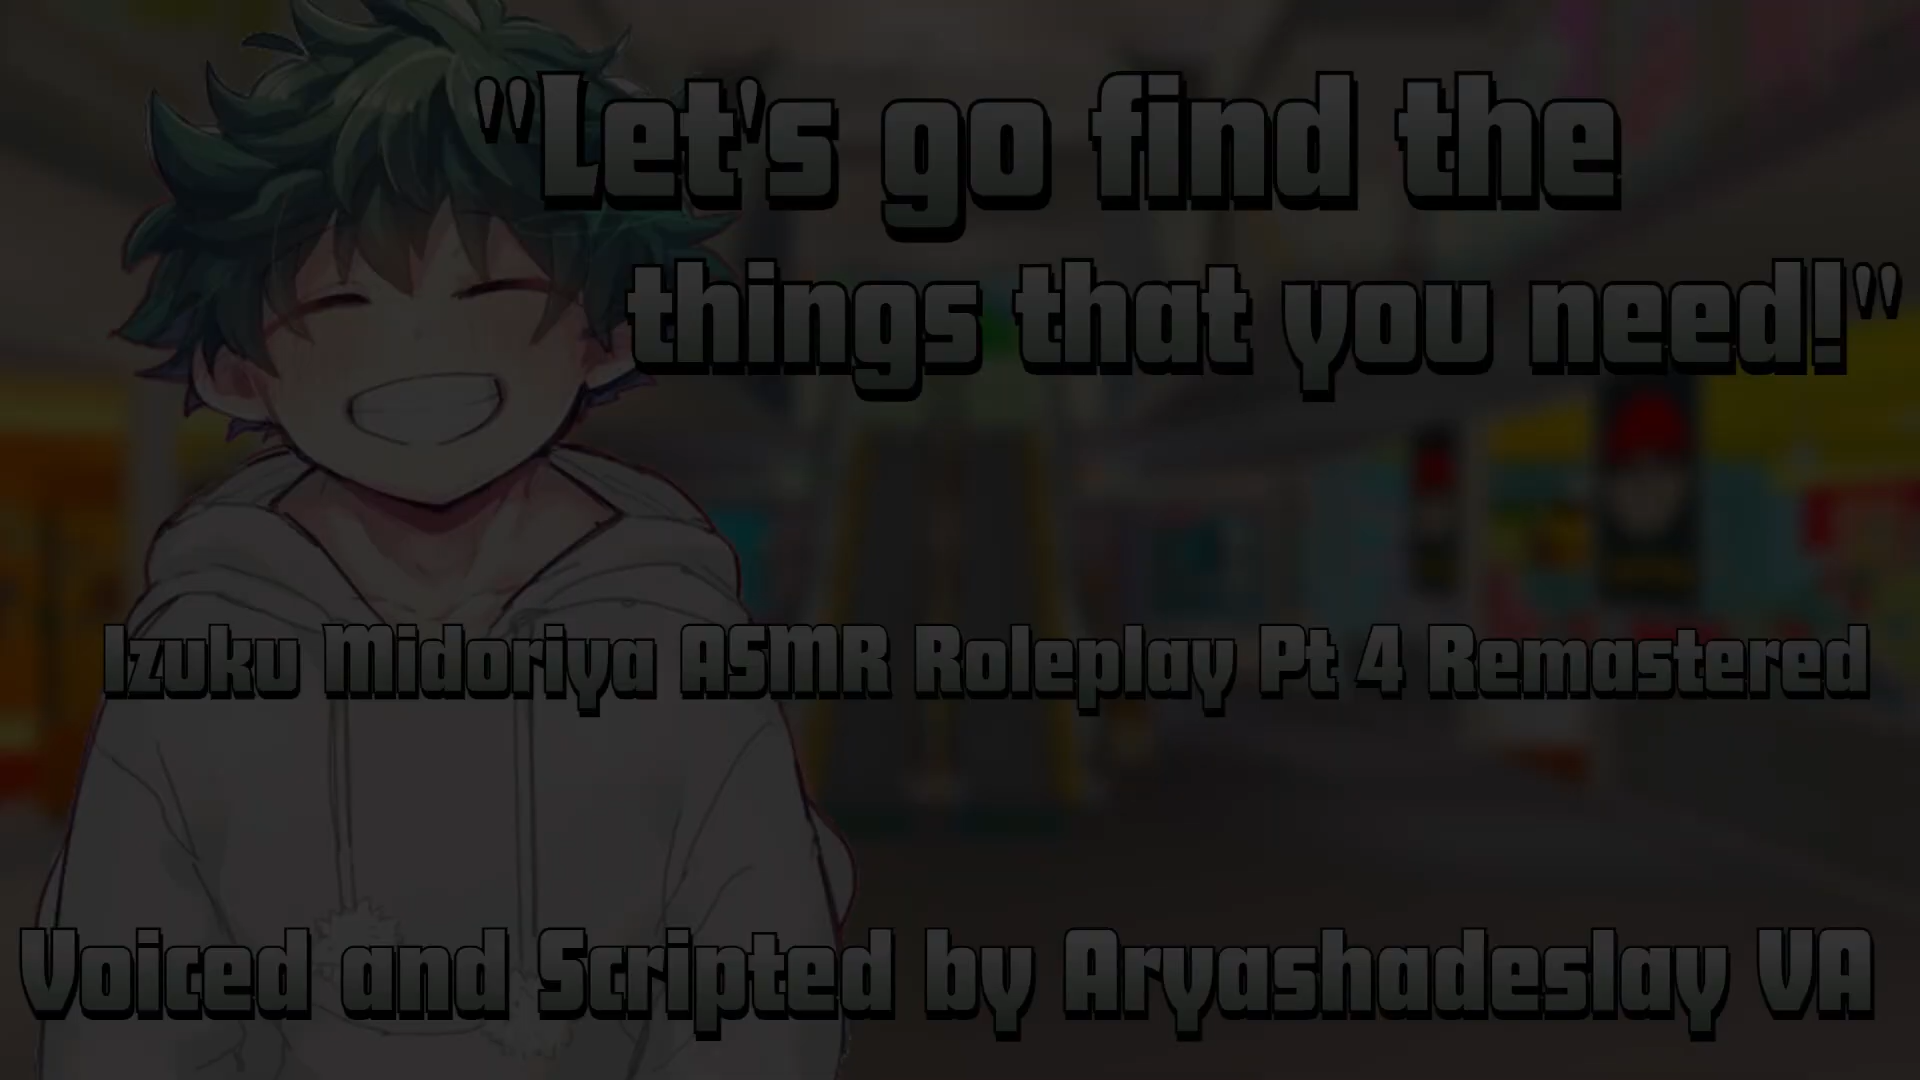 "Let's go find the
things that you need!"
Izuku Midoriya ASMR Roleplay Pt 4 Remastered
Voiced and Scripted by Aryashadeslay VA